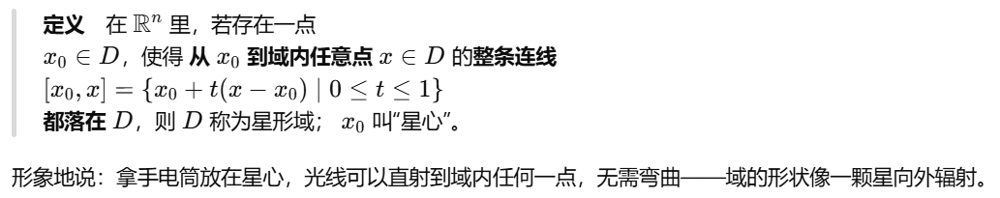 定义 在 ℝⁿ 里，若存在一点
x₀ ∈ D，使得 从 x₀ 到域内任意点 x ∈ D 的整条连线
[x₀, x] = {x₀ + t(x − x₀) ∣ 0 ≤ t ≤ 1}
都落在 D，则 D 称为星形域； x₀ 叫“星心”。
形象地说：拿手电筒放在星心，光线可以直射到域内任何一点，无需弯曲——域的形状像一颗星向外辐射。